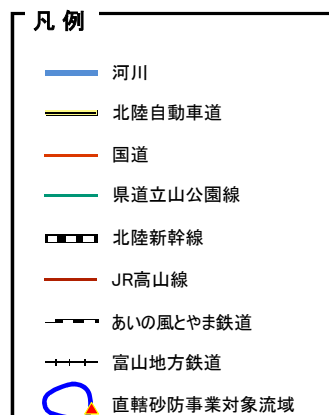 凡例
河川
北陸自動車道
国道
県道立山公園線
北陸新幹線
JR高山線
あいの風とやま鉄道
富山地方鉄道
直轄砂防事業対象流域